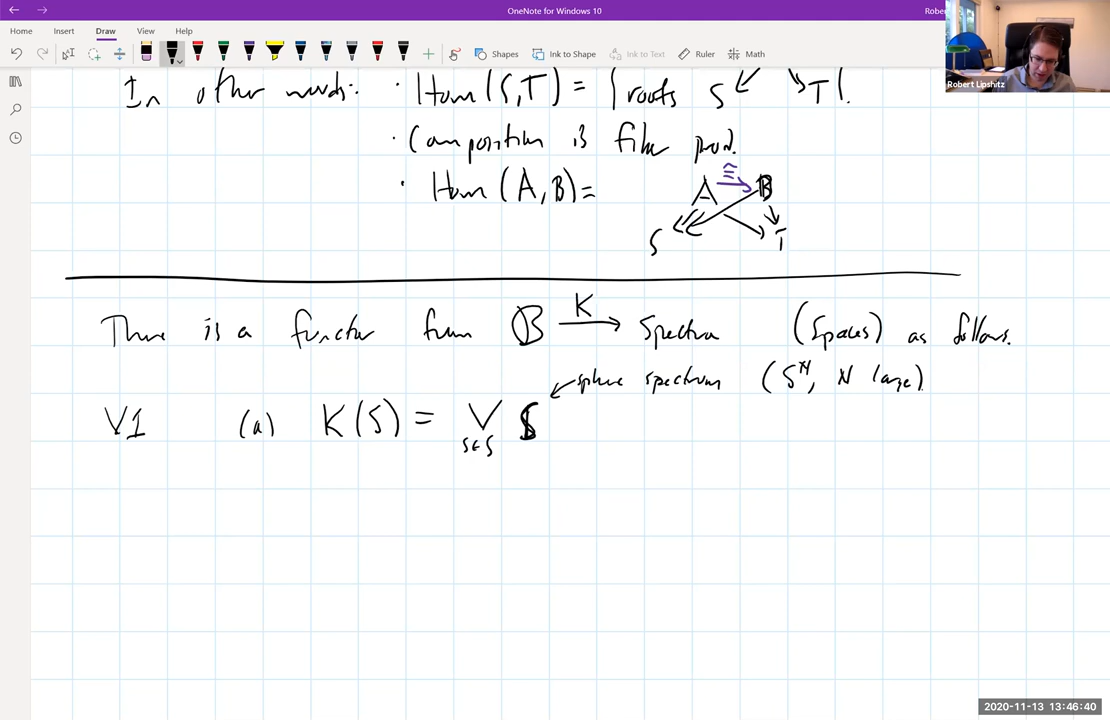 OneNote for Windows 10
Home Insert Draw View Help
Shapes Ink to Shape Ink to Text Ruler Math
Robert Lipshitz
In other words: · Hom(S,T) = { roofs S ↙ ↘ T }.
· Composition is fiber prod.
· Hom(A,B) = A ≅→ B
S T
There is a functor from B K→ Spectra (Spaces) as follows.
sphere spectrum (S^N, N large)
V1 (a) K(S) = ⋁ 𝕊
s∈S
2020-11-13 13:46:40